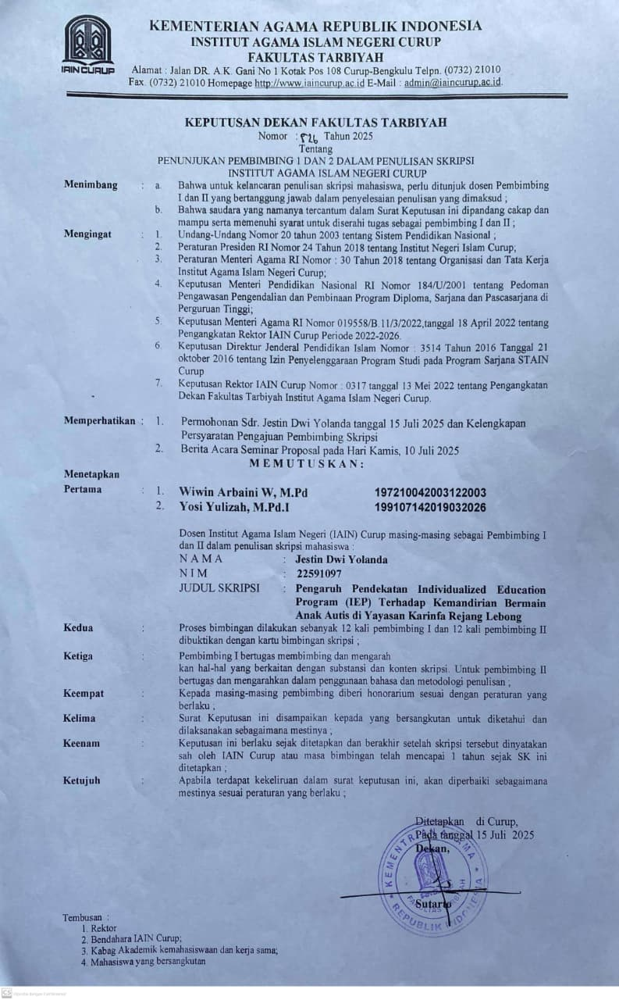 KEMENTERIAN AGAMA REPUBLIK INDONESIA
INSTITUT AGAMA ISLAM NEGERI CURUP
FAKULTAS TARBIYAH
IAIN CURUP
Alamat : Jalan DR. A.K. Gani No 1 Kotak Pos 108 Curup-Bengkulu Telpn. (0732) 21010
Fax. (0732) 21010 Homepage http://www.iaincurup.ac.id E-Mail : admin@iaincurup.ac.id.
KEPUTUSAN DEKAN FAKULTAS TARBIYAH
Nomor : Tahun 2025
Tentang
PENUNJUKAN PEMBIMBING 1 DAN 2 DALAM PENULISAN SKRIPSI
INSTITUT AGAMA ISLAM NEGERI CURUP
Menimbang : a. Bahwa untuk kelancaran penulisan skripsi mahasiswa, perlu ditunjuk dosen Pembimbing
I dan II yang bertanggung jawab dalam penyelesaian penulisan yang dimaksud ;
b. Bahwa saudara yang namanya tercantum dalam Surat Keputusan ini dipandang cakap dan
mampu serta memenuhi syarat untuk diserahi tugas sebagai pembimbing I dan II ;
Mengingat : 1. Undang-Undang Nomor 20 tahun 2003 tentang Sistem Pendidikan Nasional ;
2. Peraturan Presiden RI Nomor 24 Tahun 2018 tentang Institut Negeri Islam Curup;
3. Peraturan Menteri Agama RI Nomor : 30 Tahun 2018 tentang Organisasi dan Tata Kerja
Institut Agama Islam Negeri Curup;
4. Keputusan Menteri Pendidikan Nasional RI Nomor 184/U/2001 tentang Pedoman
Pengawasan Pengendalian dan Pembinaan Program Diploma, Sarjana dan Pascasarjana di
Perguruan Tinggi;
5. Keputusan Menteri Agama RI Nomor 019558/B.11/3/2022,tanggal 18 April 2022 tentang
Pengangkatan Rektor IAIN Curup Periode 2022-2026.
6. Keputusan Direktur Jenderal Pendidikan Islam Nomor : 3514 Tahun 2016 Tanggal 21
oktober 2016 tentang Izin Penyelenggaraan Program Studi pada Program Sarjana STAIN
Curup
7. Keputusan Rektor IAIN Curup Nomor : 0317 tanggal 13 Mei 2022 tentang Pengangkatan
Dekan Fakultas Tarbiyah Institut Agama Islam Negeri Curup.
Memperhatikan : 1. Permohonan Sdr. Jestin Dwi Yolanda tanggal 15 Juli 2025 dan Kelengkapan
Persyaratan Pengajuan Pembimbing Skripsi
2. Berita Acara Seminar Proposal pada Hari Kamis, 10 Juli 2025
M E M U T U S K A N :
Menetapkan
Pertama : 1. Wiwin Arbaini W, M.Pd 197210042003122003
2. Yosi Yulizah, M.Pd.I 199107142019032026
Dosen Institut Agama Islam Negeri (IAIN) Curup masing-masing sebagai Pembimbing I
dan II dalam penulisan skripsi mahasiswa :
N A M A : Jestin Dwi Yolanda
N I M : 22591097
JUDUL SKRIPSI : Pengaruh Pendekatan Individualized Education
Program (IEP) Terhadap Kemandirian Bermain
Anak Autis di Yayasan Karinfa Rejang Lebong
Kedua : Proses bimbingan dilakukan sebanyak 12 kali pembimbing I dan 12 kali pembimbing II
dibuktikan dengan kartu bimbingan skripsi ;
Ketiga : Pembimbing I bertugas membimbing dan mengarah
kan hal-hal yang berkaitan dengan substansi dan konten skripsi. Untuk pembimbing II
bertugas dan mengarahkan dalam penggunaan bahasa dan metodologi penulisan ;
Keempat : Kepada masing-masing pembimbing diberi honorarium sesuai dengan peraturan yang
berlaku ;
Kelima : Surat Keputusan ini disampaikan kepada yang bersangkutan untuk diketahui dan
dilaksanakan sebagaimana mestinya ;
Keenam : Keputusan ini berlaku sejak ditetapkan dan berakhir setelah skripsi tersebut dinyatakan
sah oleh IAIN Curup atau masa bimbingan telah mencapai 1 tahun sejak SK ini
ditetapkan ;
Ketujuh : Apabila terdapat kekeliruan dalam surat keputusan ini, akan diperbaiki sebagaimana
mestinya sesuai peraturan yang berlaku ;
Ditetapkan di Curup,
Pada tanggal 15 Juli 2025
Dekan,
KEMENTRIAN AGAMA
FAKULTAS TARBIYAH
REPUBLIK INDONESIA
Sutarto
Tembusan :
1. Rektor
2. Bendahara IAIN Curup;
3. Kabag Akademik kemahasiswaan dan kerja sama;
4. Mahasiswa yang bersangkutan
CS